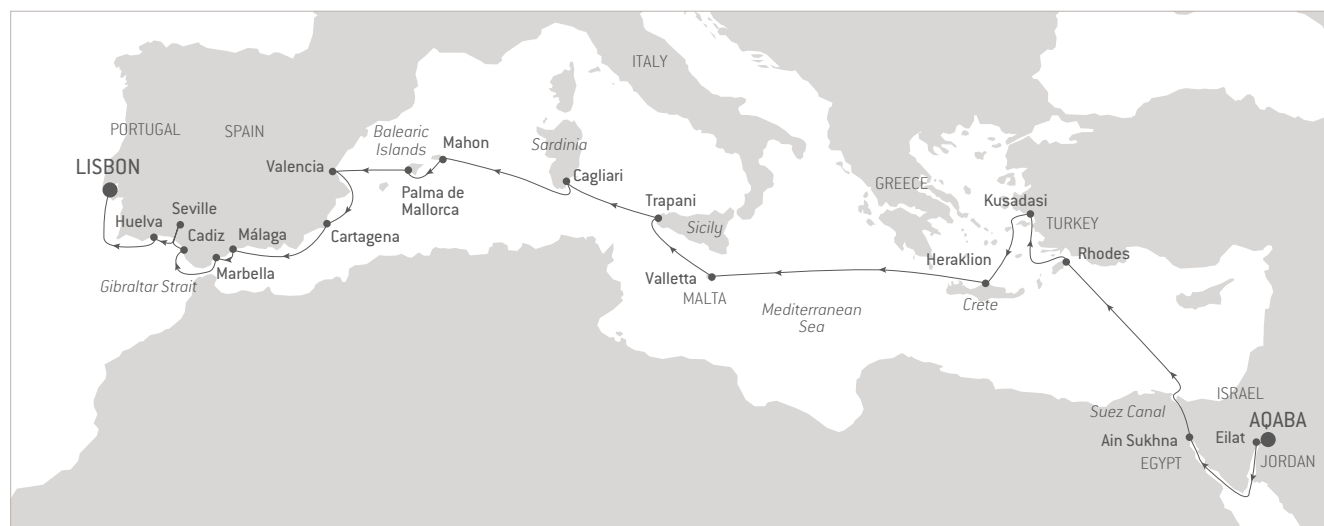 ITALY
PORTUGAL
SPAIN
Balearic
Islands
Mahon
Sardinia
LISBON
Valencia
Cagliari
Palma de
Mallorca
Trapani
GREECE
Kusadasi
Huelva
Seville
Cadiz
Málaga
Cartagena
Sicily
TURKEY
Marbella
Gibraltar Strait
Valletta
MALTA
Heraklion
Rhodes
Crete
Mediterranean
Sea
ISRAEL
Suez Canal
AQABA
Ain Sukhna
Eilat
EGYPT
JORDAN